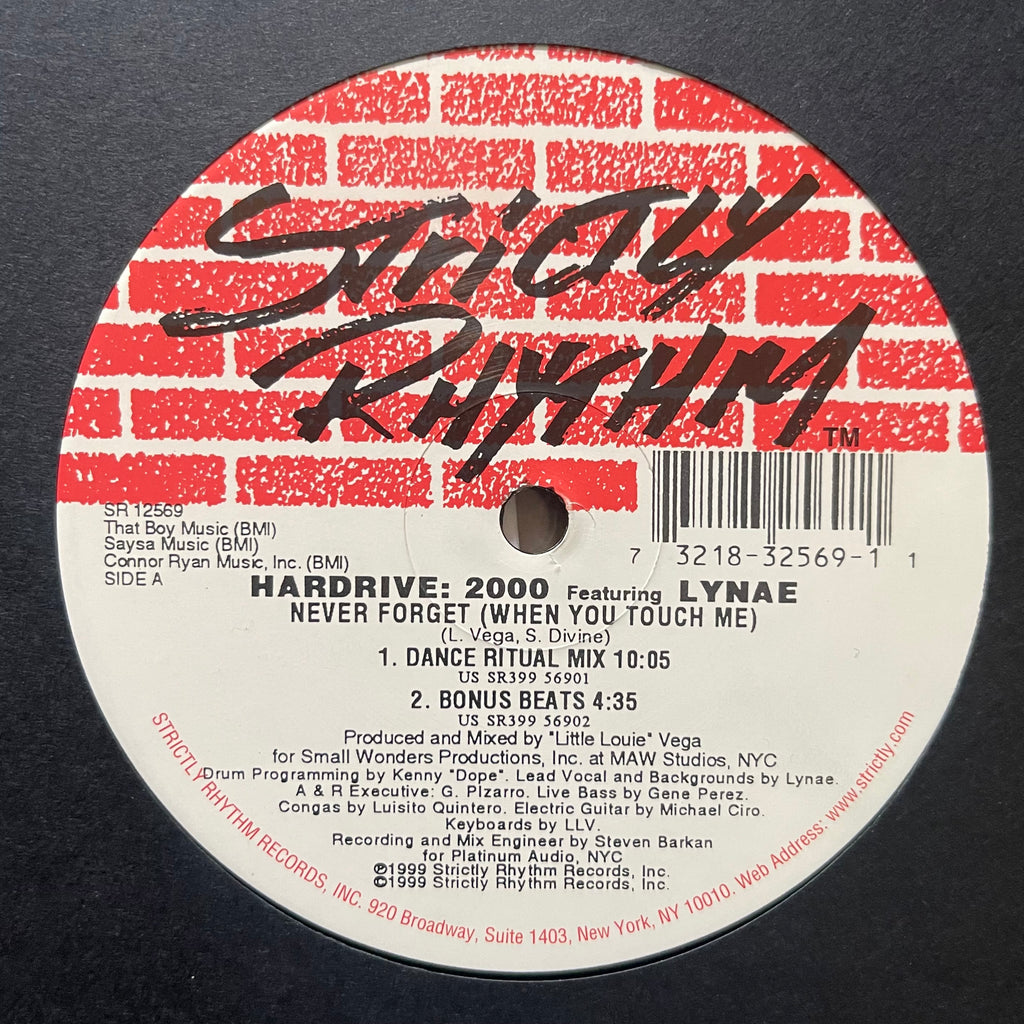 STRICTLY
RHYTHM
TM
SR 12569
That Boy Music (BMI)
Saysa Music (BMI)
Connor Ryan Music, Inc. (BMI)
SIDE A
7 3218-32569-1 1
HARDRIVE: 2000 Featuring LYNAE
NEVER FORGET (WHEN YOU TOUCH ME)
(L. Vega, S. Divine)
1. DANCE RITUAL MIX 10:05
US SR399 56901
2. BONUS BEATS 4:35
US SR399 56902
Produced and Mixed by "Little Louie" Vega
for Small Wonders Productions, Inc. at MAW Studios, NYC
Drum Programming by Kenny "Dope". Lead Vocal and Backgrounds by Lynae.
A & R Executive: G. PIzarro. Live Bass by Gene Perez.
Congas by Luisito Quintero. Electric Guitar by Michael Ciro.
Keyboards by LLV.
Recording and Mix Engineer by Steven Barkan
for Platinum Audio, NYC
℗1999 Strictly Rhythm Records, Inc.
©1999 Strictly Rhythm Records, Inc.
STRICTLY RHYTHM RECORDS, INC. 920 Broadway, Suite 1403, New York, NY 10010. Web Address: www.strictly.com